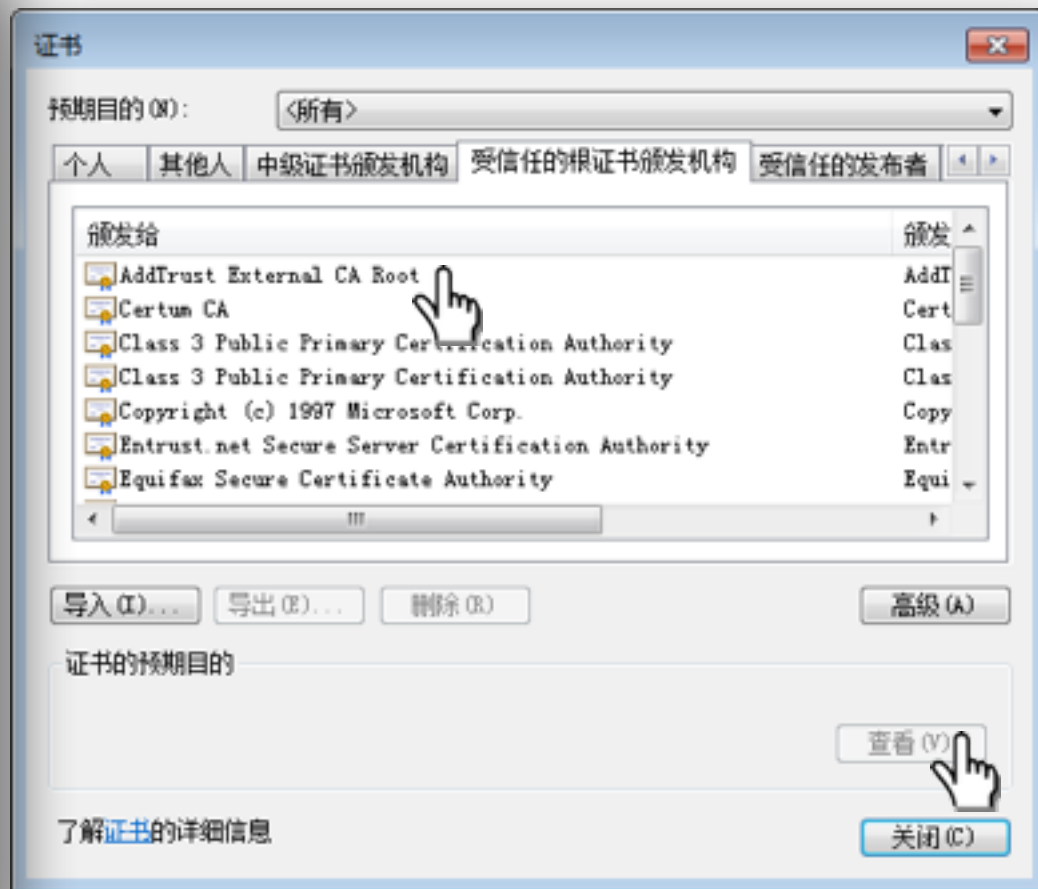 证书
预期目的(N): <所有>
个人 其他人 中级证书颁发机构 受信任的根证书颁发机构 受信任的发布者
颁发给 颁发
AddTrust External CA Root AddT
Certum CA Cert
Class 3 Public Primary Certification Authority Clas
Class 3 Public Primary Certification Authority Clas
Copyright (c) 1997 Microsoft Corp. Copy
Entrust.net Secure Server Certification Authority Entr
Equifax Secure Certificate Authority Equi
导入(I)... 导出(E)... 删除(R) 高级(A)
证书的预期目的
查看(V)
了解证书的详细信息
关闭(C)